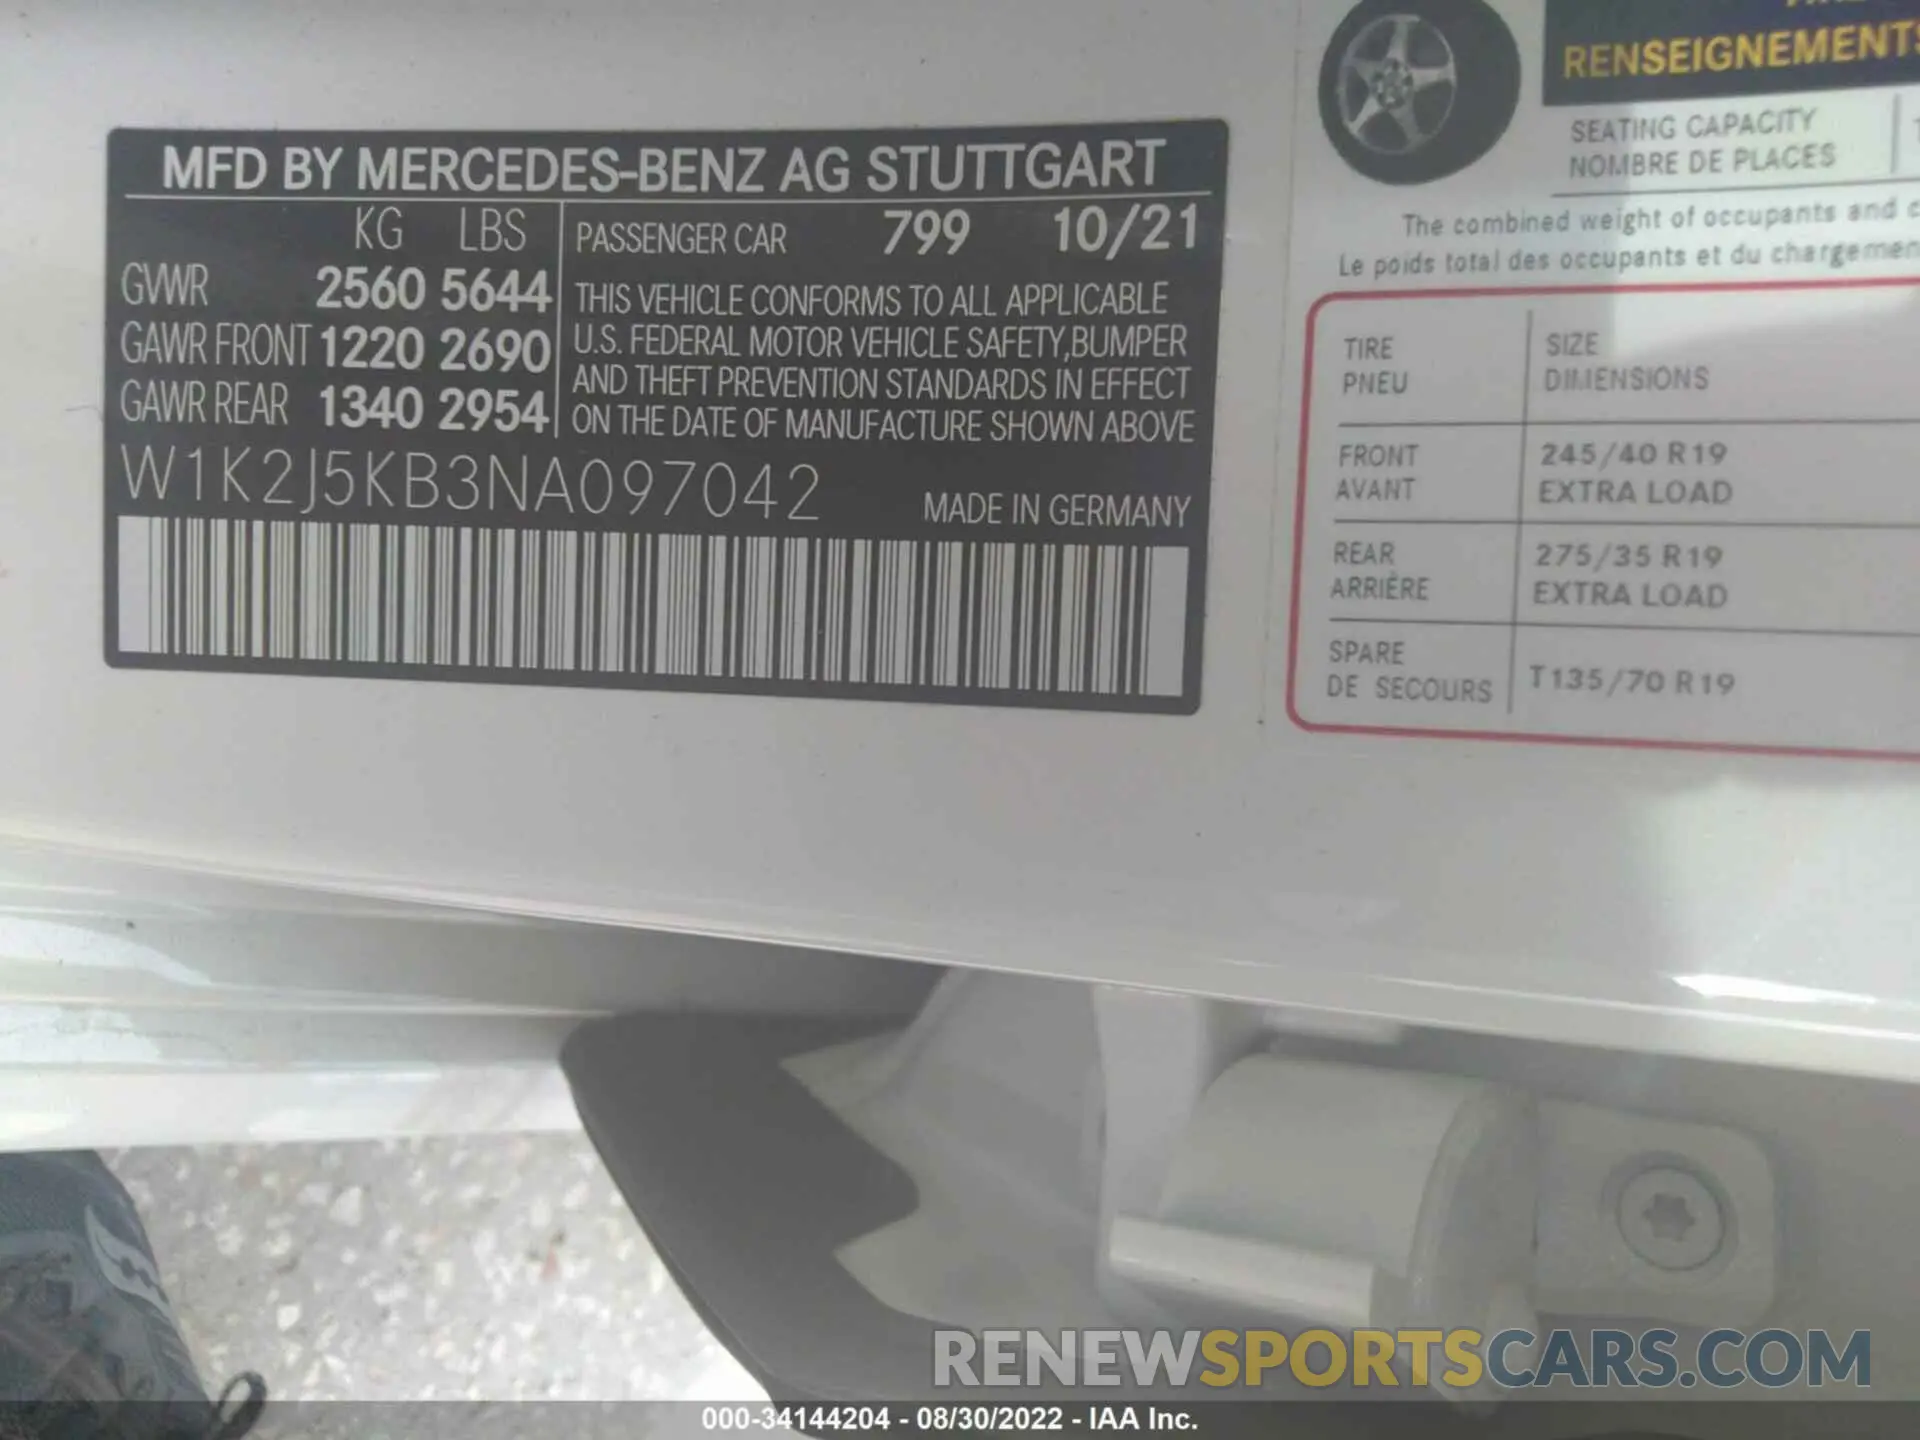 MFD BY MERCEDES-BENZ AG STUTTGART
KG LBS
GVWR 2560 5644
GAWR FRONT 1220 2690
GAWR REAR 1340 2954
PASSENGER CAR 799 10/21
THIS VEHICLE CONFORMS TO ALL APPLICABLE
U.S. FEDERAL MOTOR VEHICLE SAFETY,BUMPER
AND THEFT PREVENTION STANDARDS IN EFFECT
ON THE DATE OF MANUFACTURE SHOWN ABOVE
W1K2J5KB3NA097042
MADE IN GERMANY
RENSEIGNEMENTS
SEATING CAPACITY
NOMBRE DE PLACES
The combined weight of occupants and
Le poids total des occupants et du
TIRE SIZE
PNEU DIMENSIONS
FRONT 245/40 R19
AVANT EXTRA LOAD
REAR 275/35 R19
ARRIÈRE EXTRA LOAD
SPARE
DE SECOURS T135/70 R19
RENEWSPORTSCARS.COM
000-34144204 - 08/30/2022 - IAA Inc.